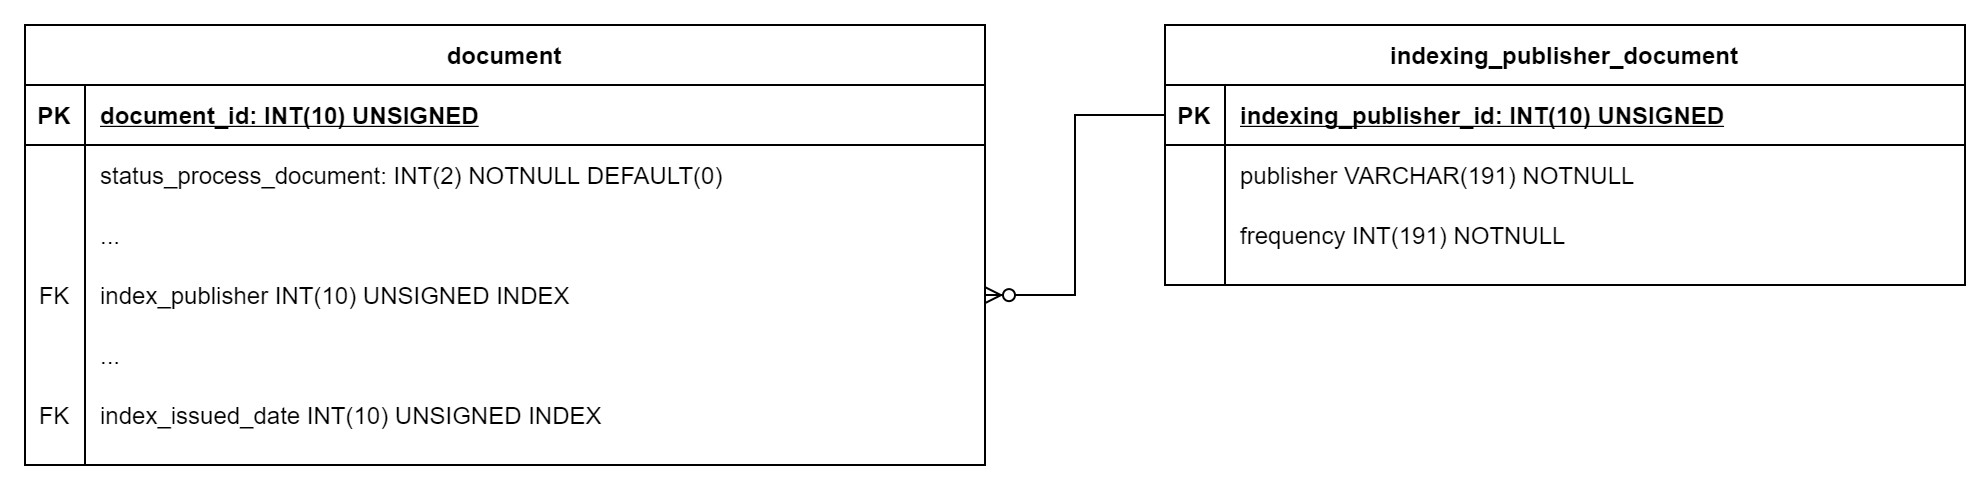 document
PK document_id: INT(10) UNSIGNED
status_process_document: INT(2) NOTNULL DEFAULT(0)
...
FK index_publisher INT(10) UNSIGNED INDEX
...
FK index_issued_date INT(10) UNSIGNED INDEX
indexing_publisher_document
PK indexing_publisher_id: INT(10) UNSIGNED
publisher VARCHAR(191) NOTNULL
frequency INT(191) NOTNULL